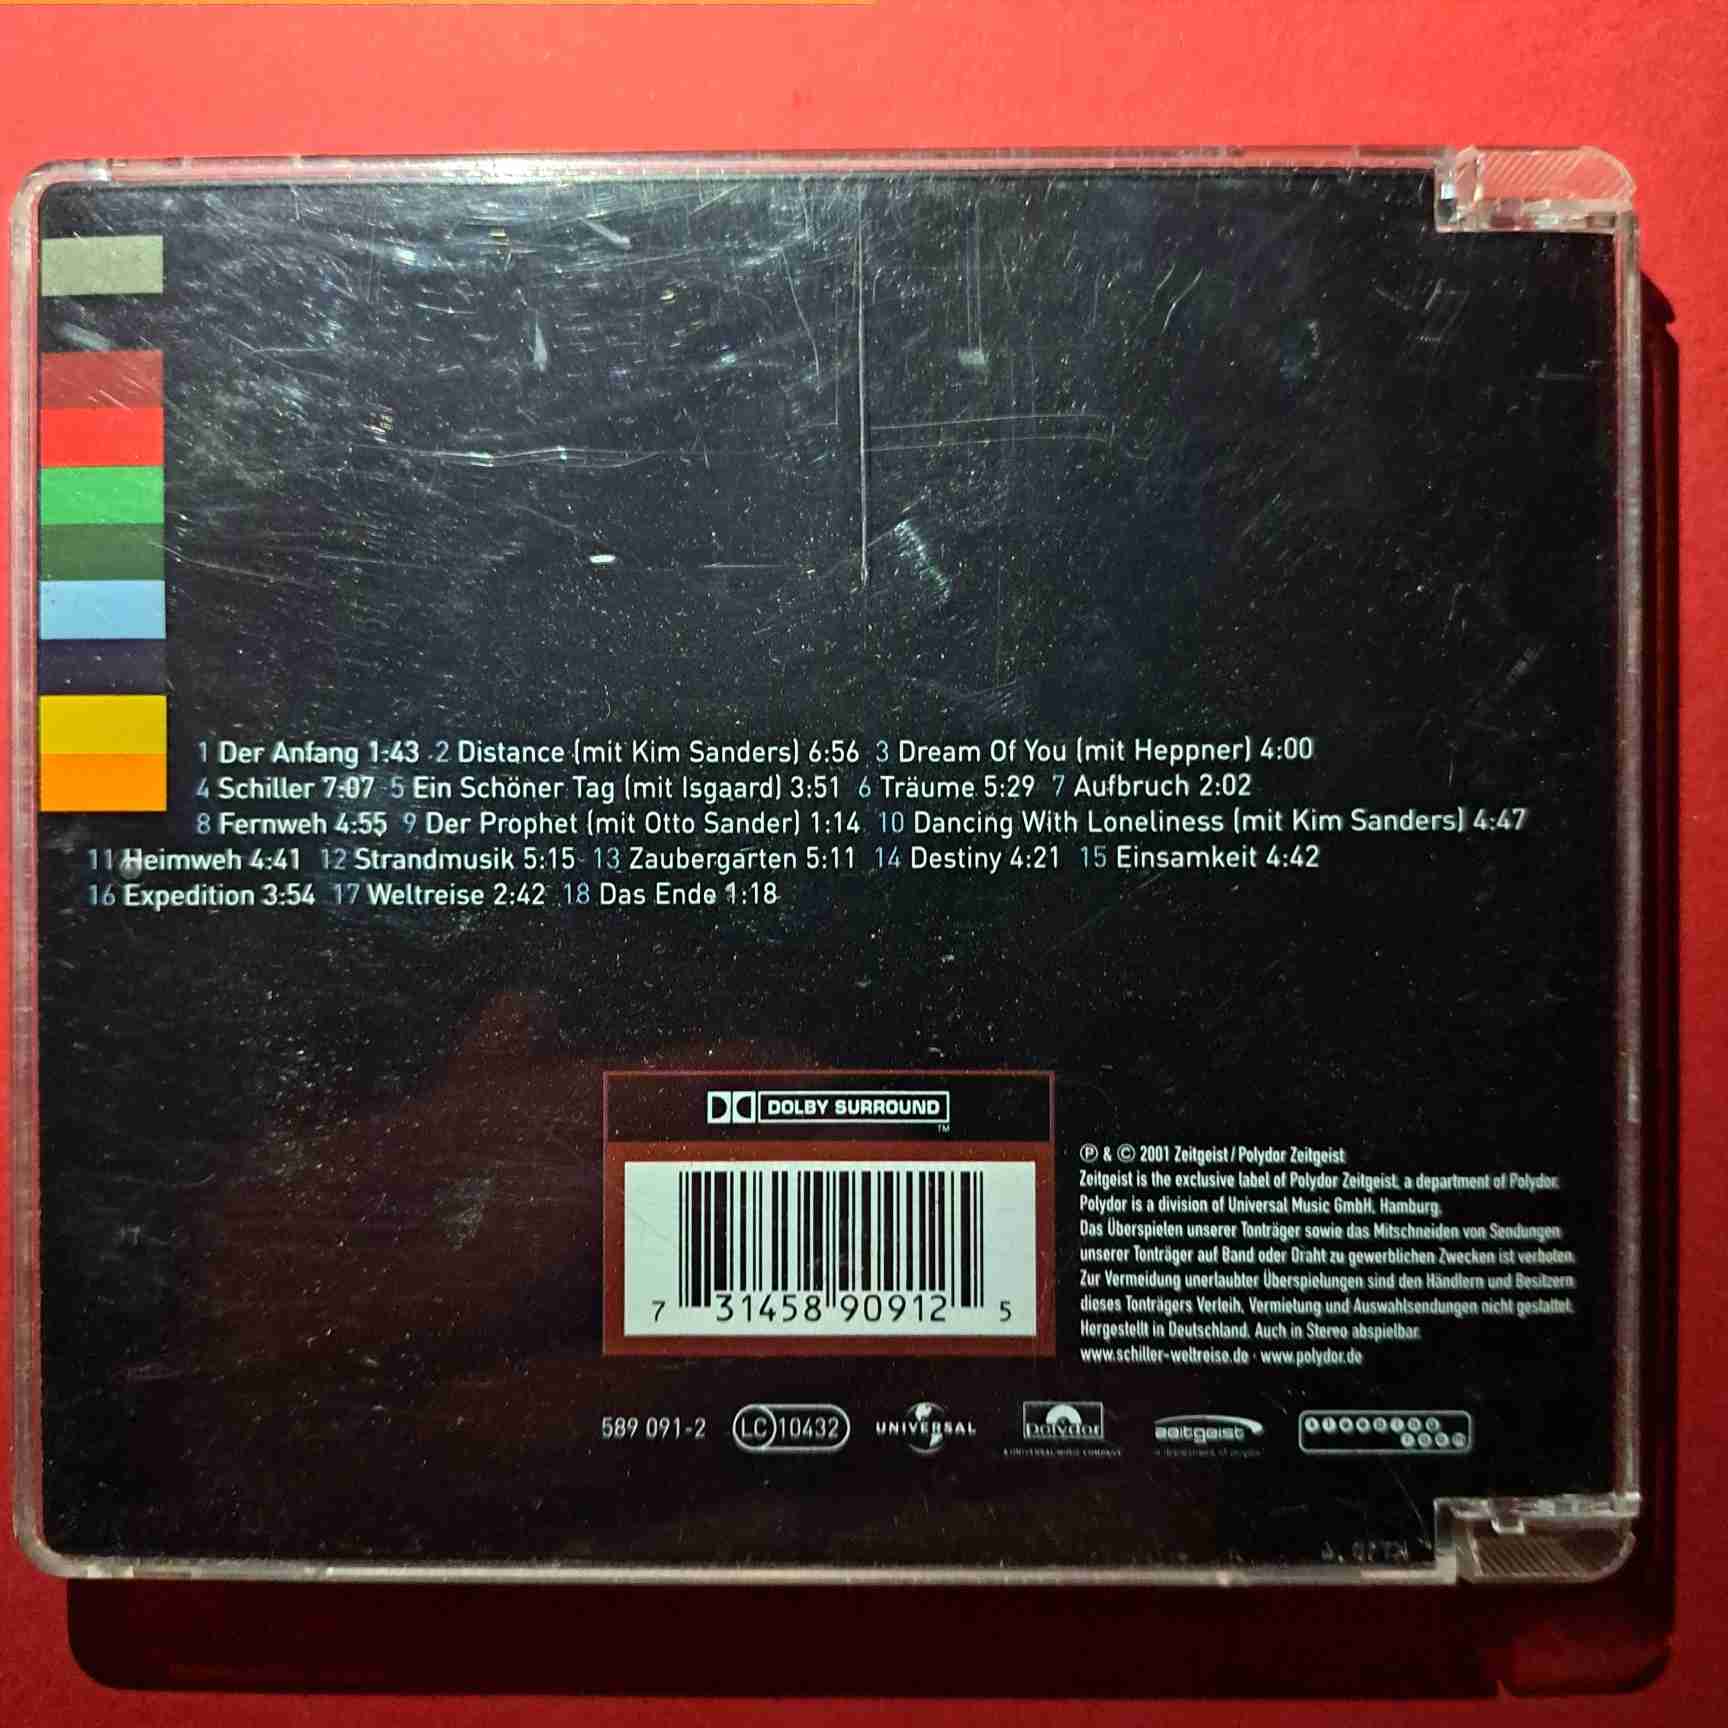 1 Der Anfang 1:43 2 Distance (mit Kim Sanders) 6:56 3 Dream Of You (mit Heppner) 4:00
4 Schiller 7:07 5 Ein Schöner Tag (mit Isgaard) 3:51 6 Träume 5:29 7 Aufbruch 2:02
8 Fernweh 4:55 9 Der Prophet (mit Otto Sander) 1:14 10 Dancing With Loneliness (mit Kim Sanders) 4:47
11 Heimweh 4:41 12 Strandmusik 5:15 13 Zaubergarten 5:11 14 Destiny 4:21 15 Einsamkeit 4:42
16 Expedition 3:54 17 Weltreise 2:42 18 Das Ende 1:18
DOLBY SURROUND
TM
7 31458 90912 5
Ⓟ & © 2001 Zeitgeist / Polydor Zeitgeist
Zeitgeist is the exclusive label of Polydor Zeitgeist, a department of Polydor.
Polydor is a division of Universal Music GmbH, Hamburg.
Das Überspielen unserer Tonträger sowie das Mitschneiden von Sendungen
unserer Tonträger auf Band oder Draht zu gewerblichen Zwecken ist verboten.
Zur Vermeidung unerlaubter Überspielungen sind den Händlern und Besitzern
dieses Tonträgers Verleih, Vermietung und Auswahlsendungen nicht gestattet.
Hergestellt in Deutschland. Auch in Stereo abspielbar.
www.schiller-weltreise.de · www.polydor.de
589 091-2 LC 10432 UNIVERSAL polydor zeitgeist
A UNIVERSAL MUSIC COMPANY a department of polydor